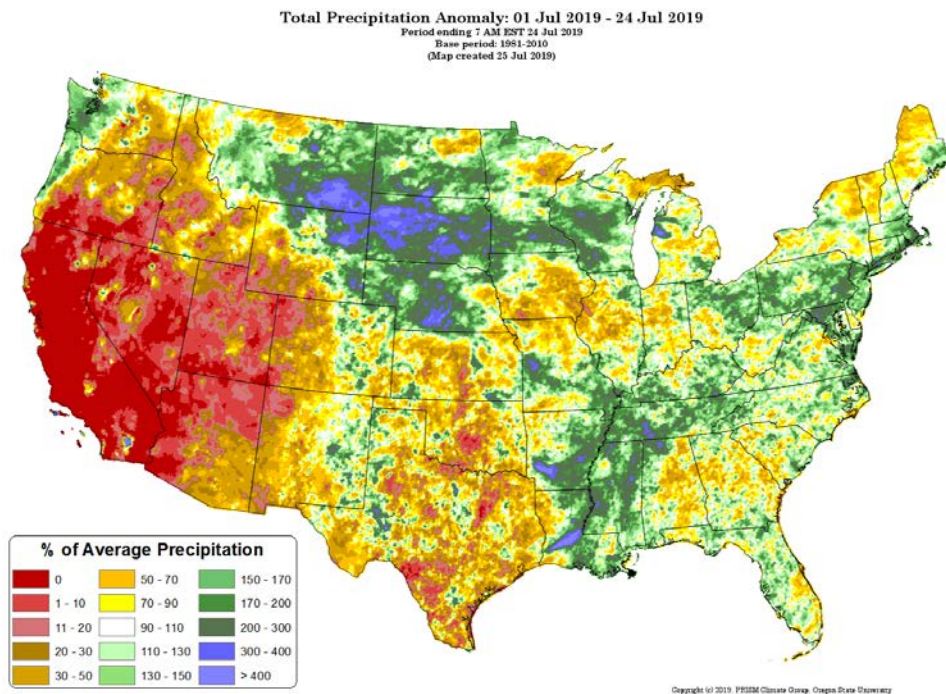 Total Precipitation Anomaly: 01 Jul 2019 - 24 Jul 2019
Period ending 7 AM EST 24 Jul 2019
Base period: 1981-2010
(Map created 25 Jul 2019)
% of Average Precipitation
0
1 - 10
11 - 20
20 - 30
30 - 50
50 - 70
70 - 90
90 - 110
110 - 130
130 - 150
150 - 170
170 - 200
200 - 300
300 - 400
> 400
Copyright (c) 2019, PRISM Climate Group, Oregon State University